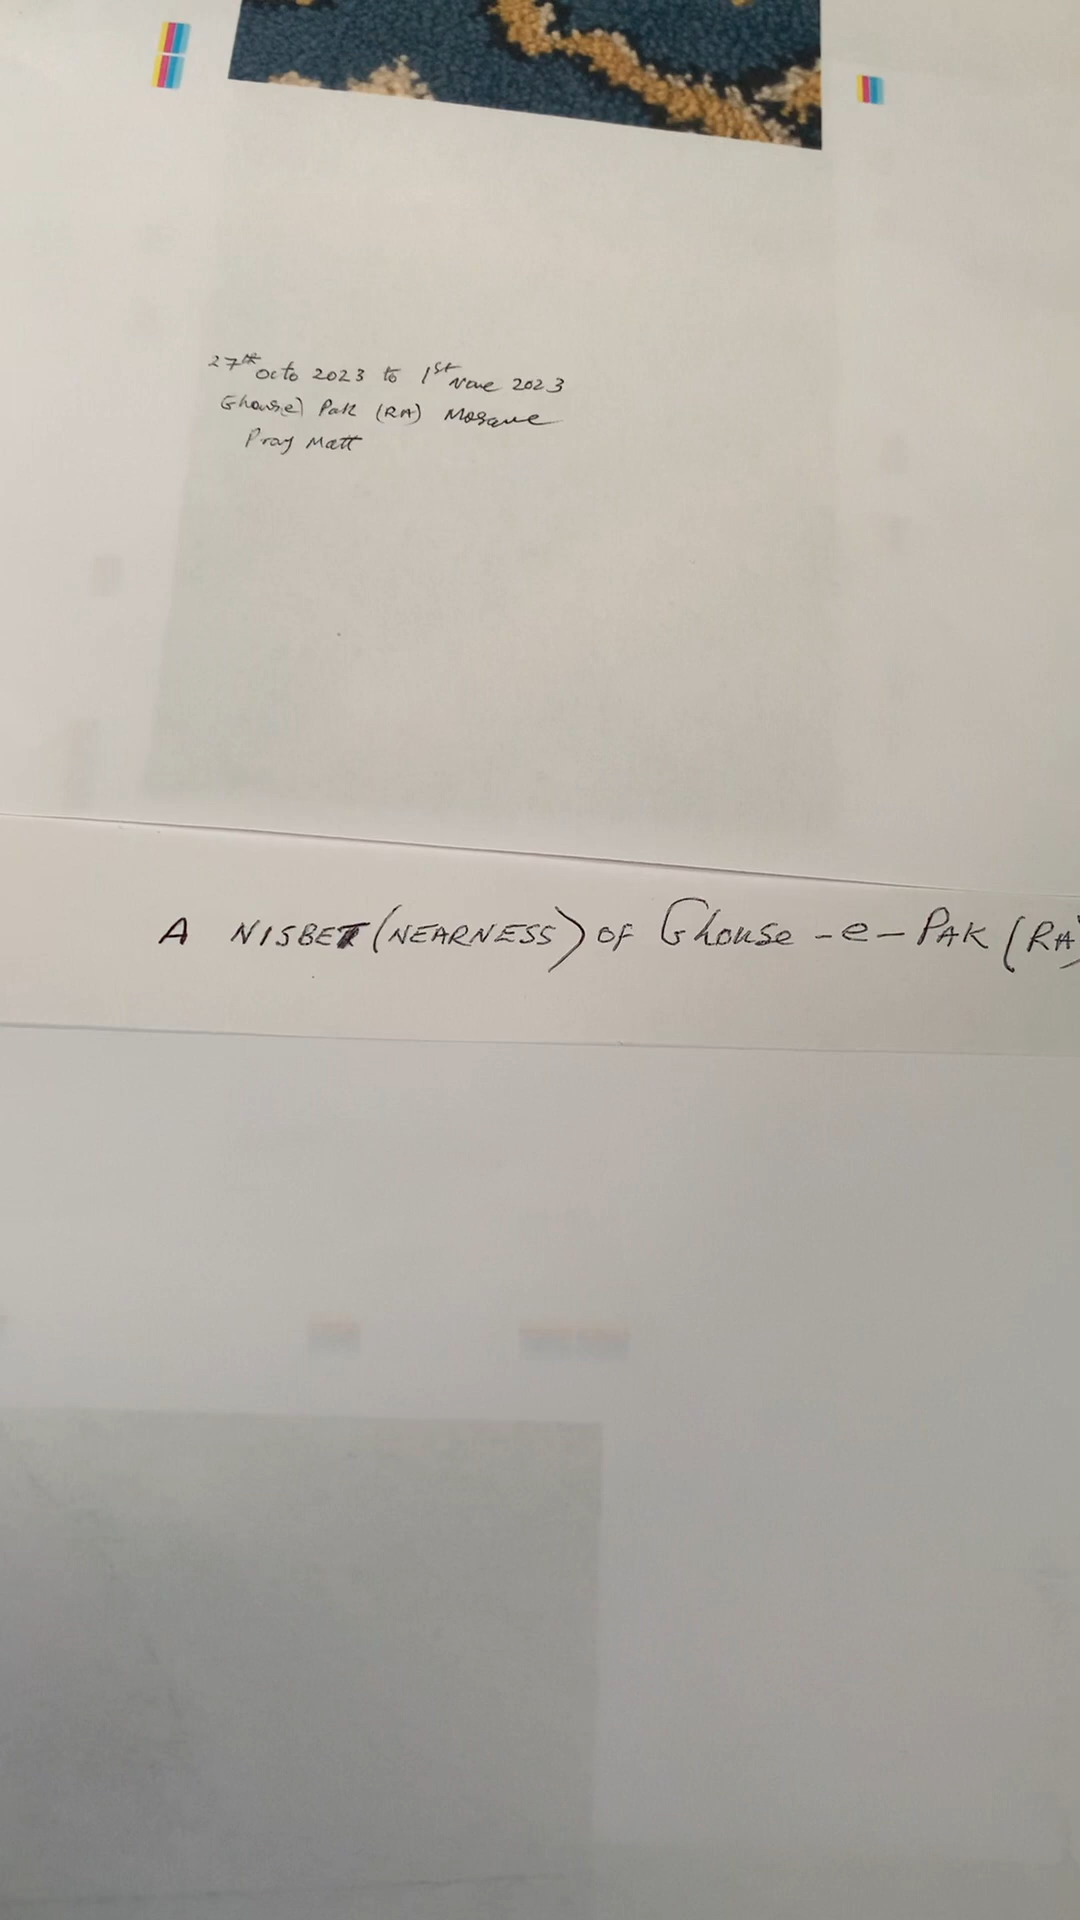 27th Octo 2023 to 1st Nove 2023
Ghouse) Pak (RA) Mosque
Pray Matt
A NISBET (NEARNESS) OF Ghouse -e- PAK (RA)